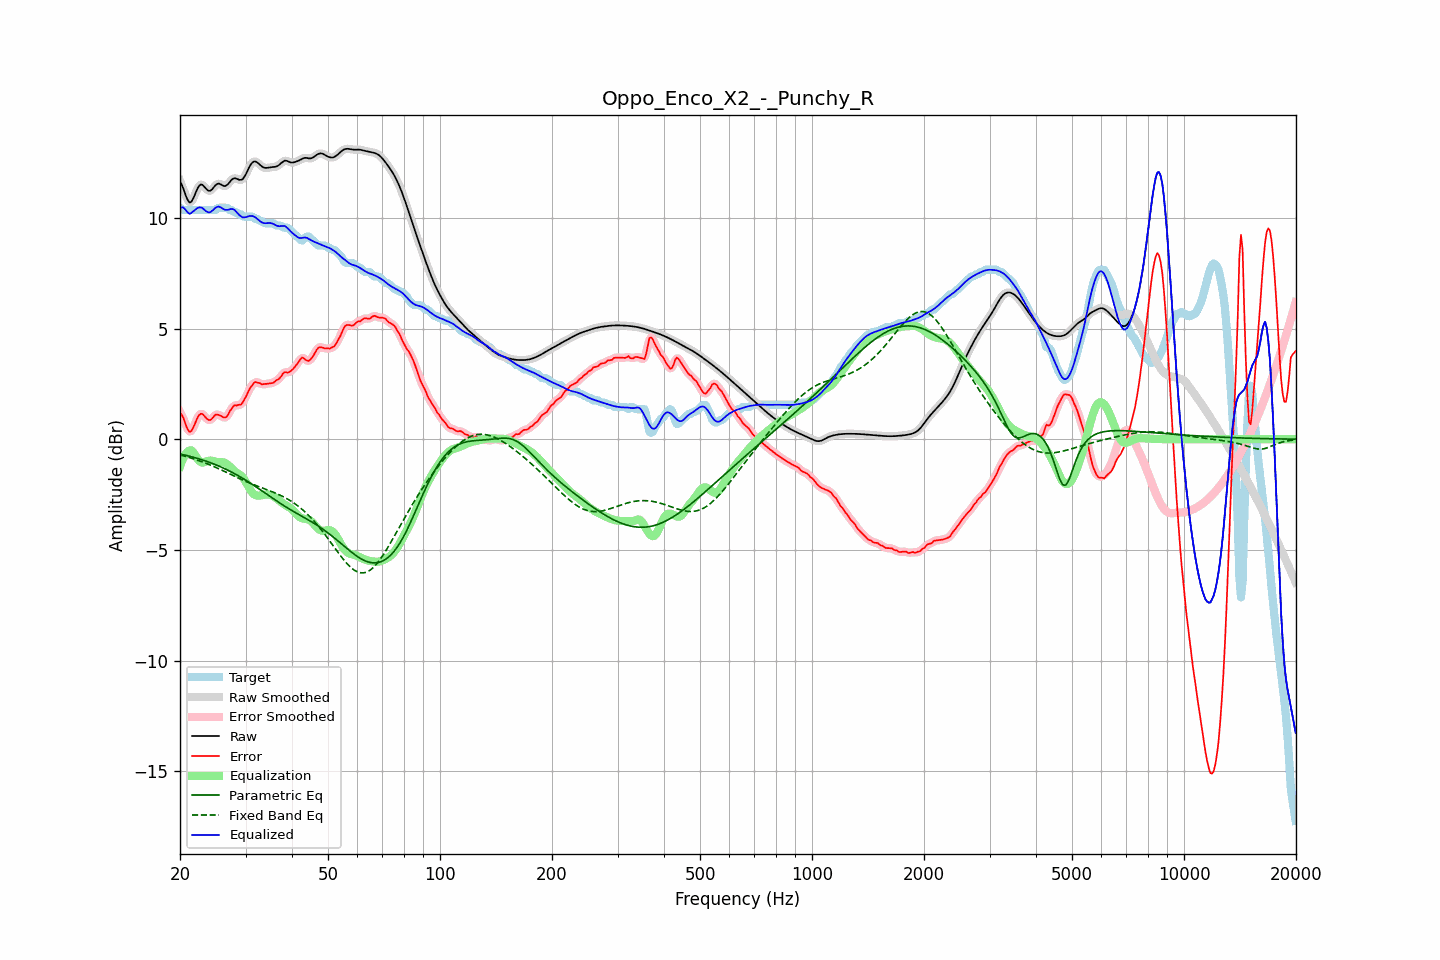 Oppo_Enco_X2_-_Punchy_R
Amplitude (dBr)
10
5
0
−5
−10
−15
Target
Raw Smoothed
Error Smoothed
Raw
Error
Equalization
Parametric Eq
Fixed Band Eq
Equalized
20 50 100 200 500 1000 2000 5000 10000 20000
Frequency (Hz)